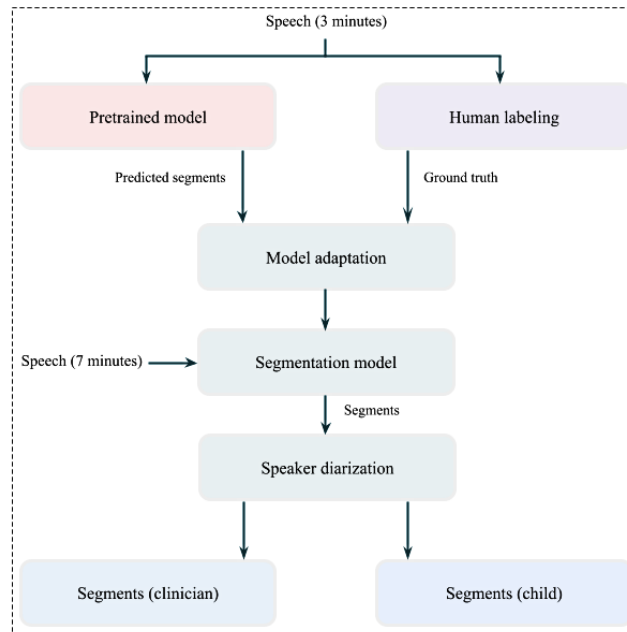 Speech (3 minutes)
Pretrained model
Human labeling
Predicted segments
Ground truth
Model adaptation
Speech (7 minutes)
Segmentation model
Segments
Speaker diarization
Segments (clinician)
Segments (child)